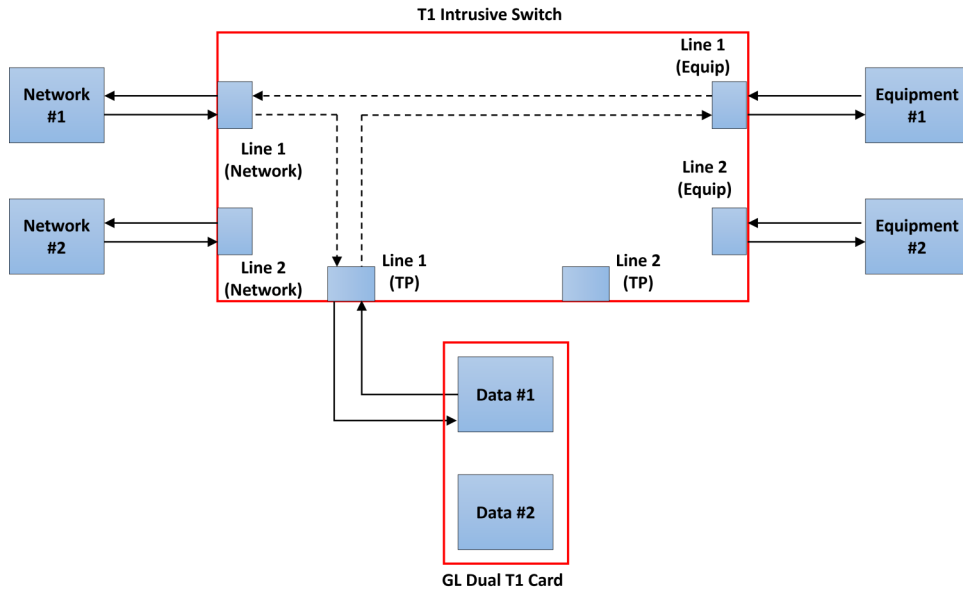 T1 Intrusive Switch
Network
#1
Line 1
(Network)
Line 1
(Equip)
Equipment
#1
Network
#2
Line 2
(Network)
Line 1
(TP)
Line 2
(TP)
Line 2
(Equip)
Equipment
#2
Data #1
Data #2
GL Dual T1 Card